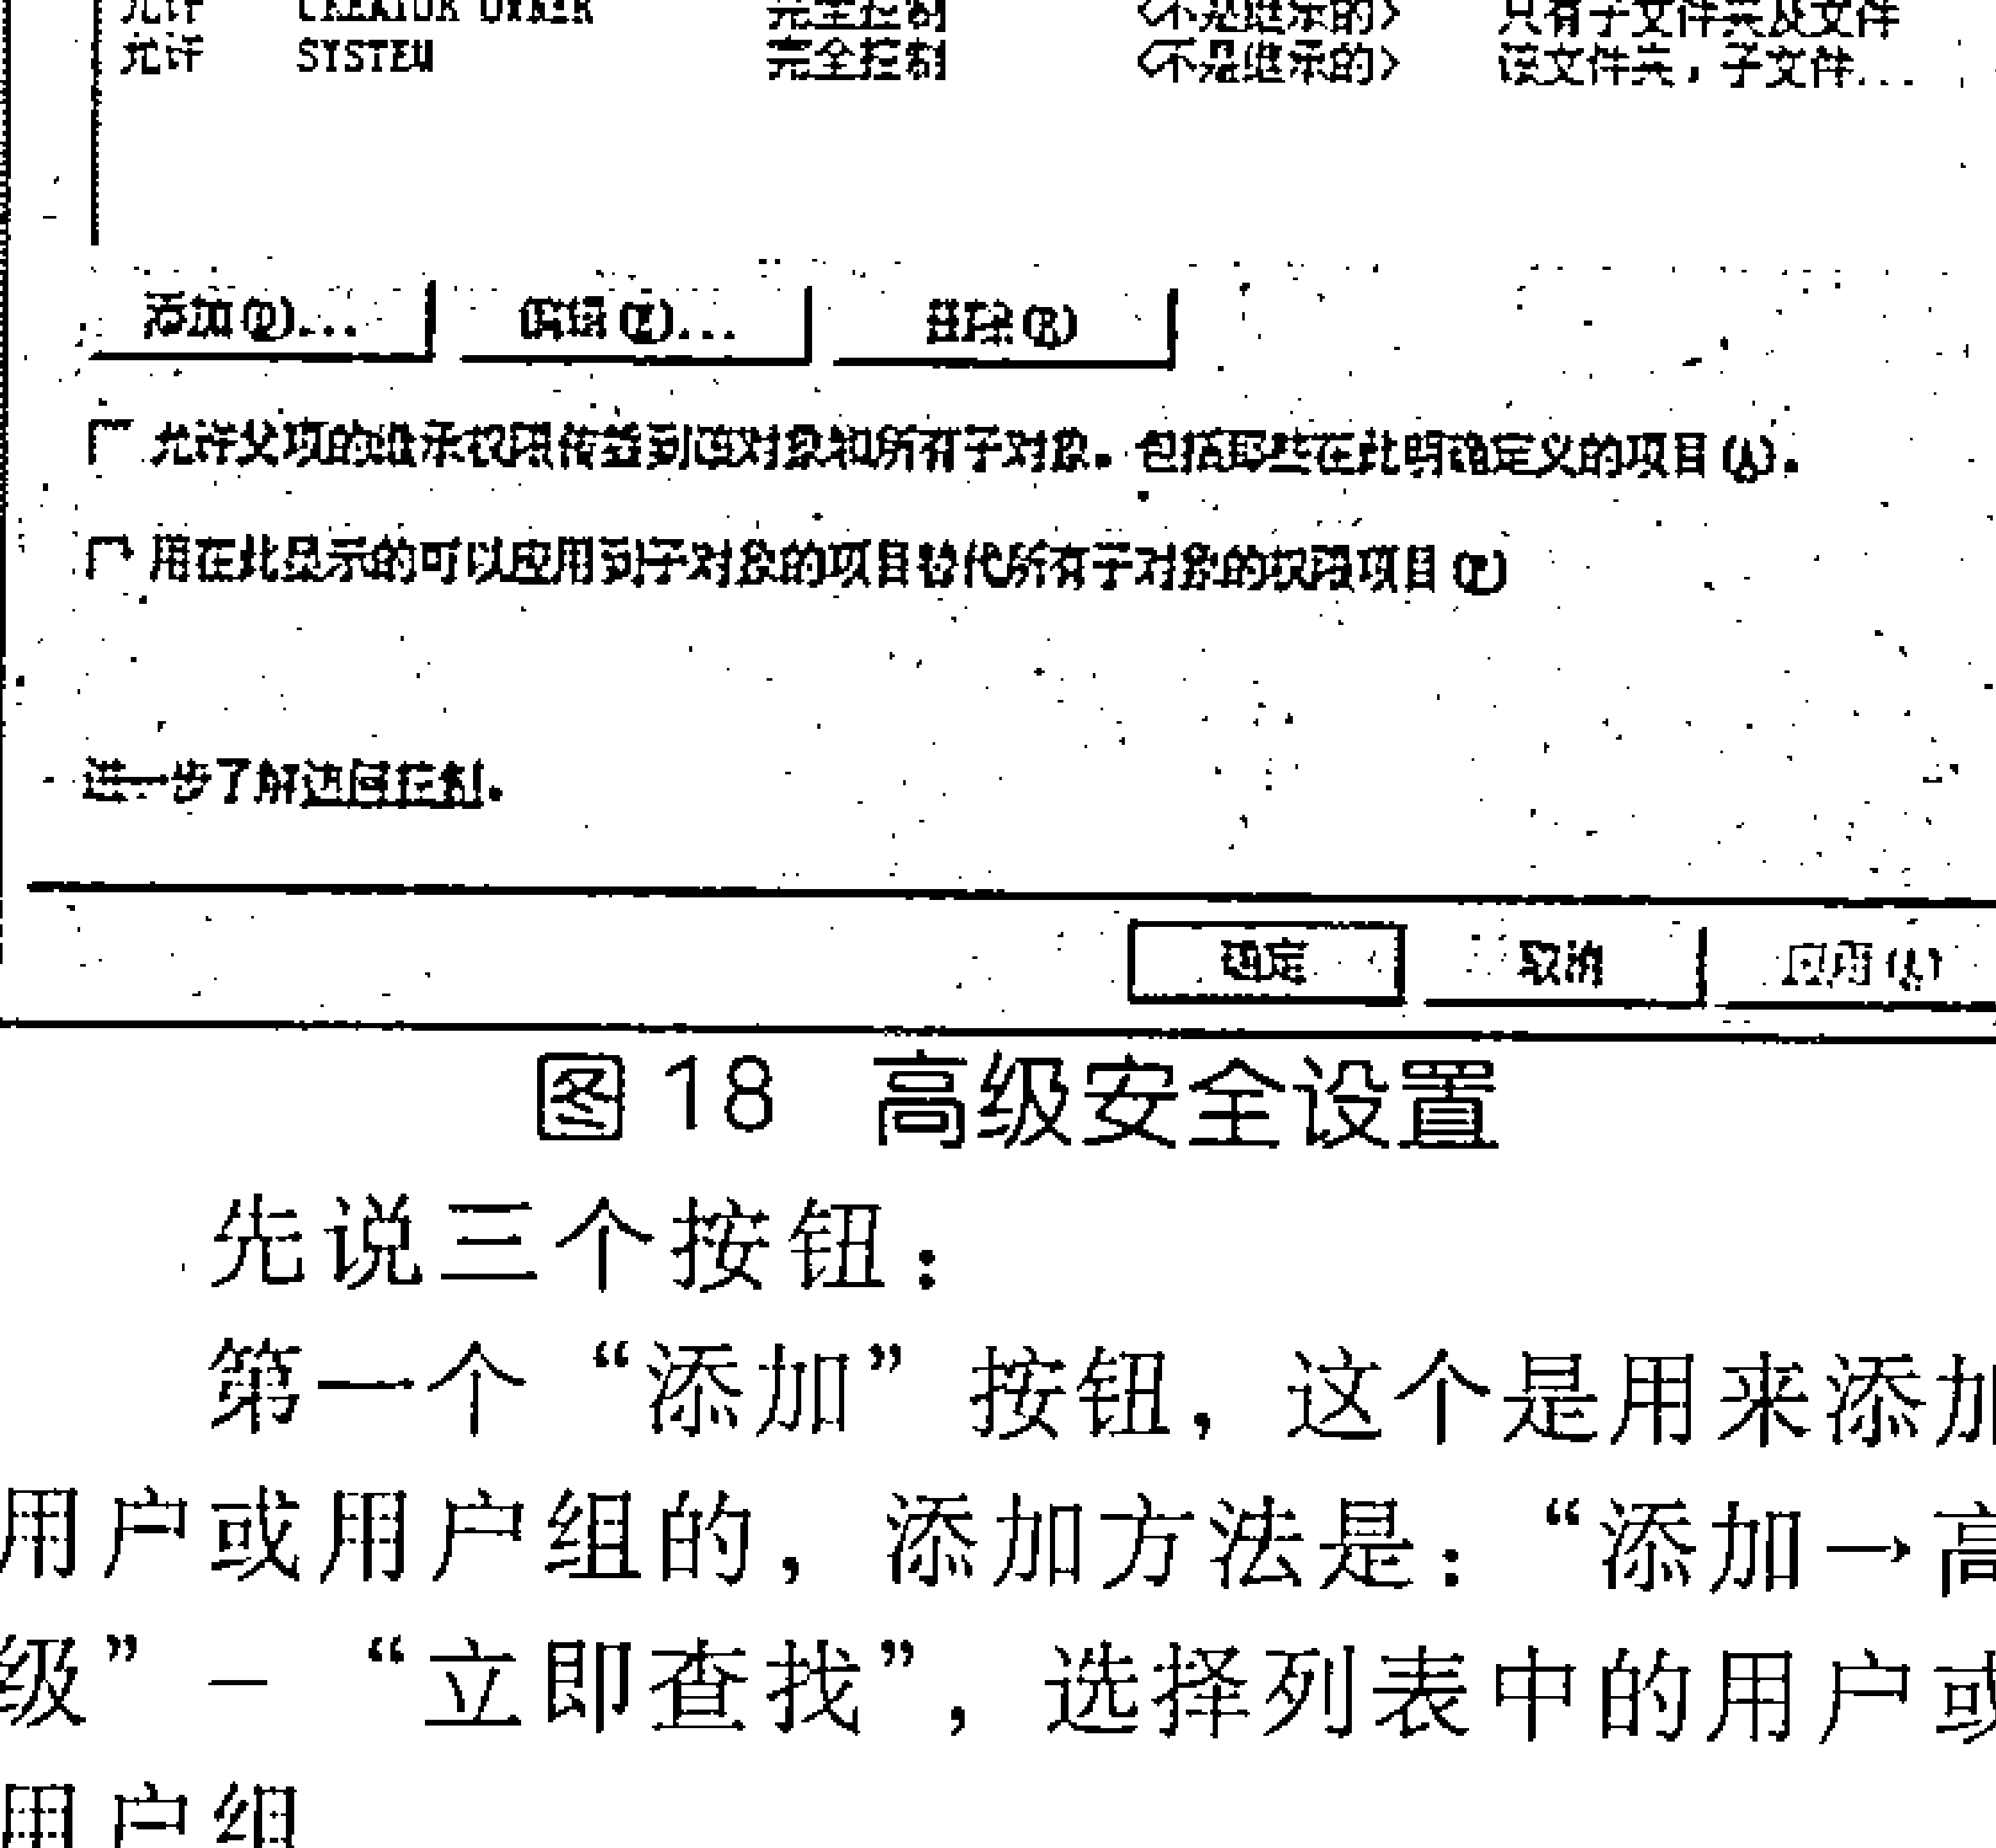 允许 CREATOR OWNER 完全控制 <不是继承的> 只有子文件夹及文件
允许 SYSTEM 完全控制 <不是继承的> 该文件夹，子文件...
添加(D)... 编辑(E)... 删除(R)
允许父项的继承权限传播到该对象和所有子对象。包括那些在此明确定义的项目(A)。
用在此显示的可以应用到子对象的项目替代所有子对象的权限项目(P)
进一步了解访问控制。
确定 取消 应用(A)
图18 高级安全设置
先说三个按钮：
第一个“添加”按钮，这个是用来添加
用户或用户组的，添加方法是：“添加→高
级”－“立即查找”，选择列表中的用户或
用户组